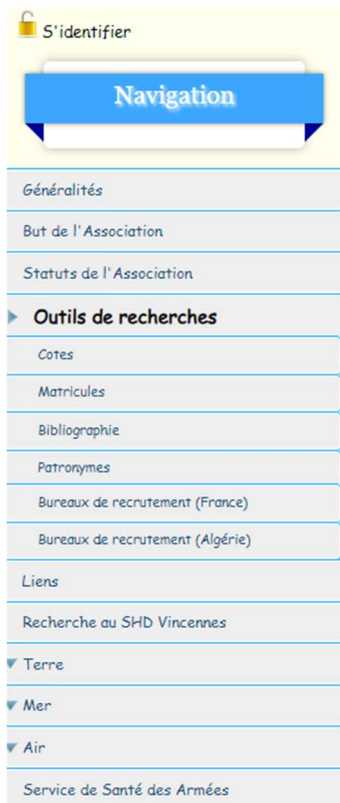 S'identifier
Navigation
Généralités
But de l'Association
Statuts de l'Association
Outils de recherches
Cotes
Matricules
Bibliographie
Patronymes
Bureaux de recrutement (France)
Bureaux de recrutement (Algérie)
Liens
Recherche au SHD Vincennes
Terre
Mer
Air
Service de Santé des Armées